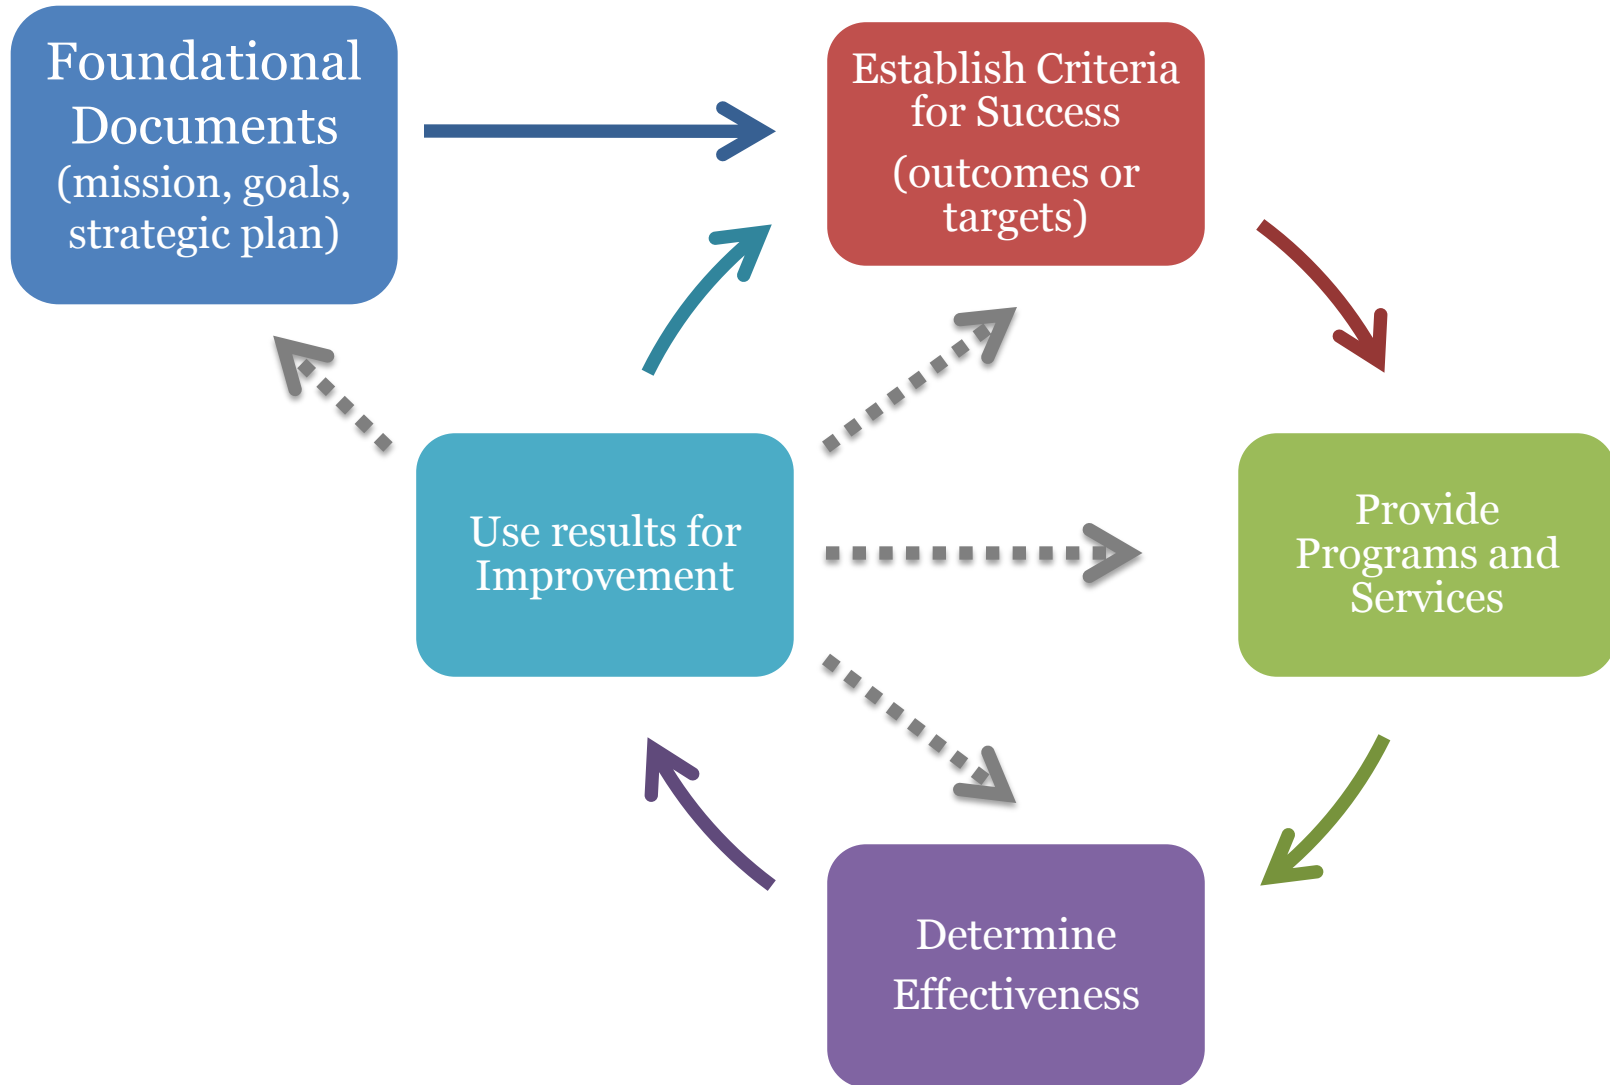 Foundational
Documents
(mission, goals,
strategic plan)
Establish Criteria
for Success
(outcomes or
targets)
Use results for
Improvement
Provide
Programs and
Services
Determine
Effectiveness